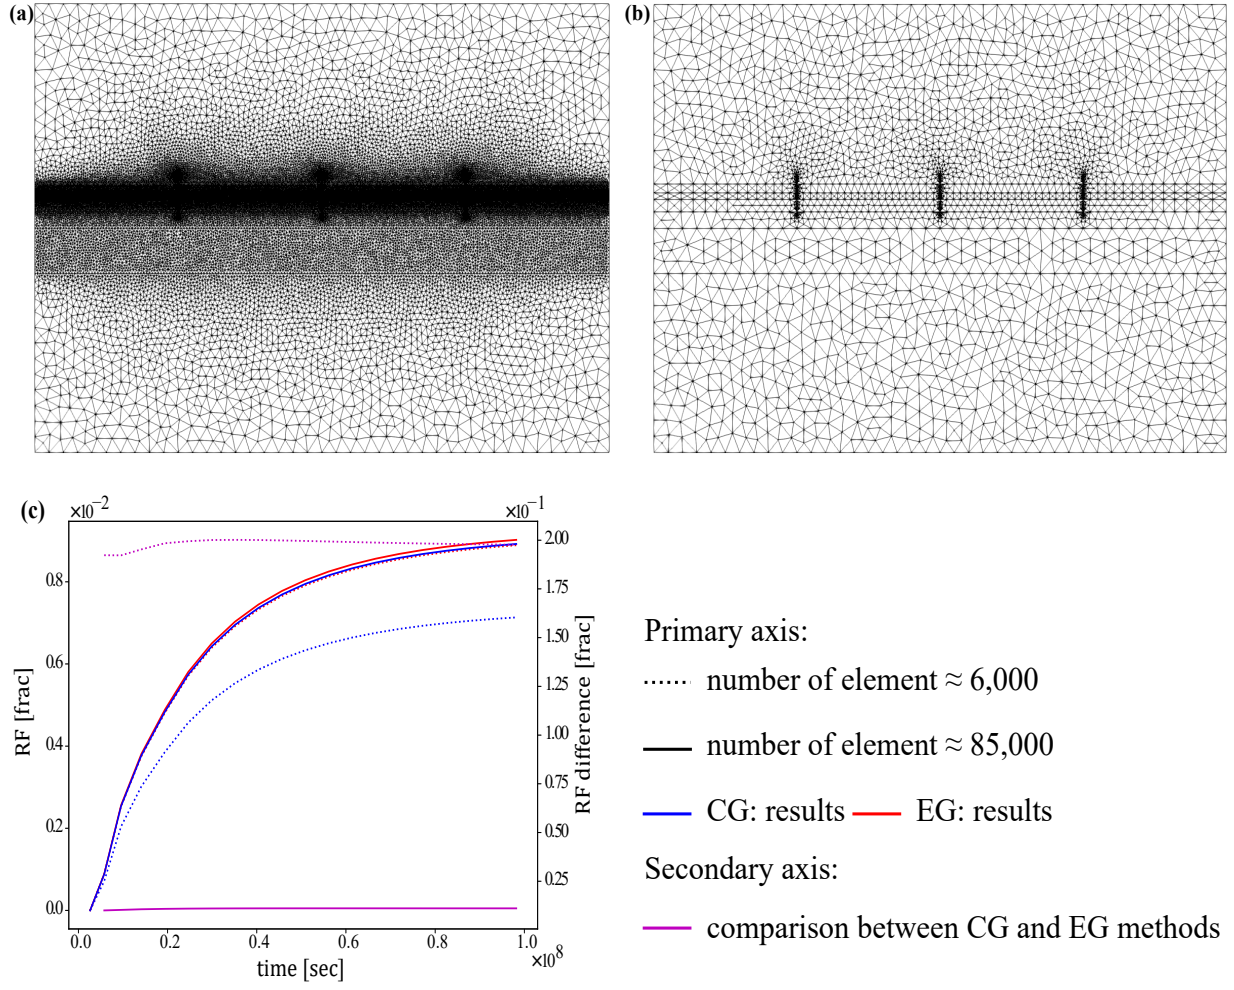 (a)
(b)
(c)
×10⁻²
×10⁻¹
RF [frac]
0.8
0.6
0.4
0.2
0.0
2.00
1.75
1.50
1.25
1.00
0.75
0.50
0.25
RF difference [frac]
0.0 0.2 0.4 0.6 0.8 1.0
×10⁸
time [sec]
Primary axis:
number of element ≈ 6,000
number of element ≈ 85,000
CG: results EG: results
Secondary axis:
comparison between CG and EG methods